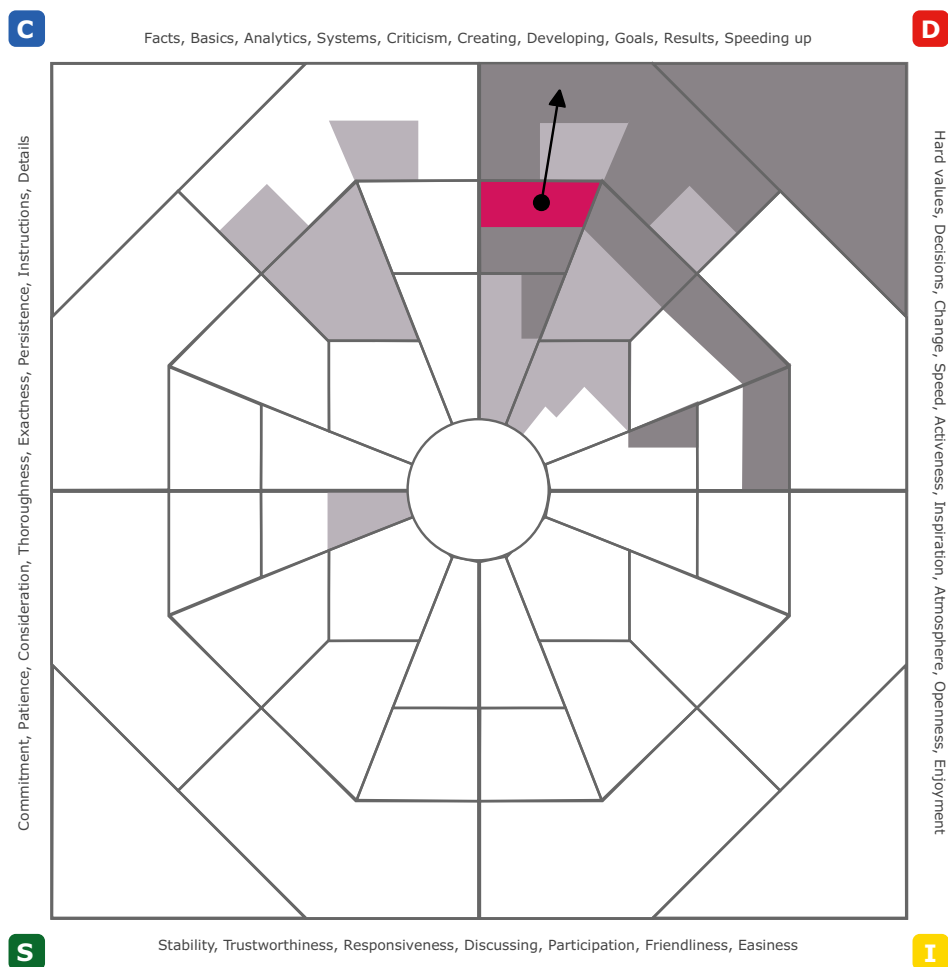 C
D
Facts, Basics, Analytics, Systems, Criticism, Creating, Developing, Goals, Results, Speeding up
Commitment, Patience, Consideration, Thoroughness, Exactness, Persistence, Instructions, Details
Hard values, Decisions, Change, Speed, Activeness, Inspiration, Atmosphere, Openness, Enjoyment
S
Stability, Trustworthiness, Responsiveness, Discussing, Participation, Friendliness, Easiness
I